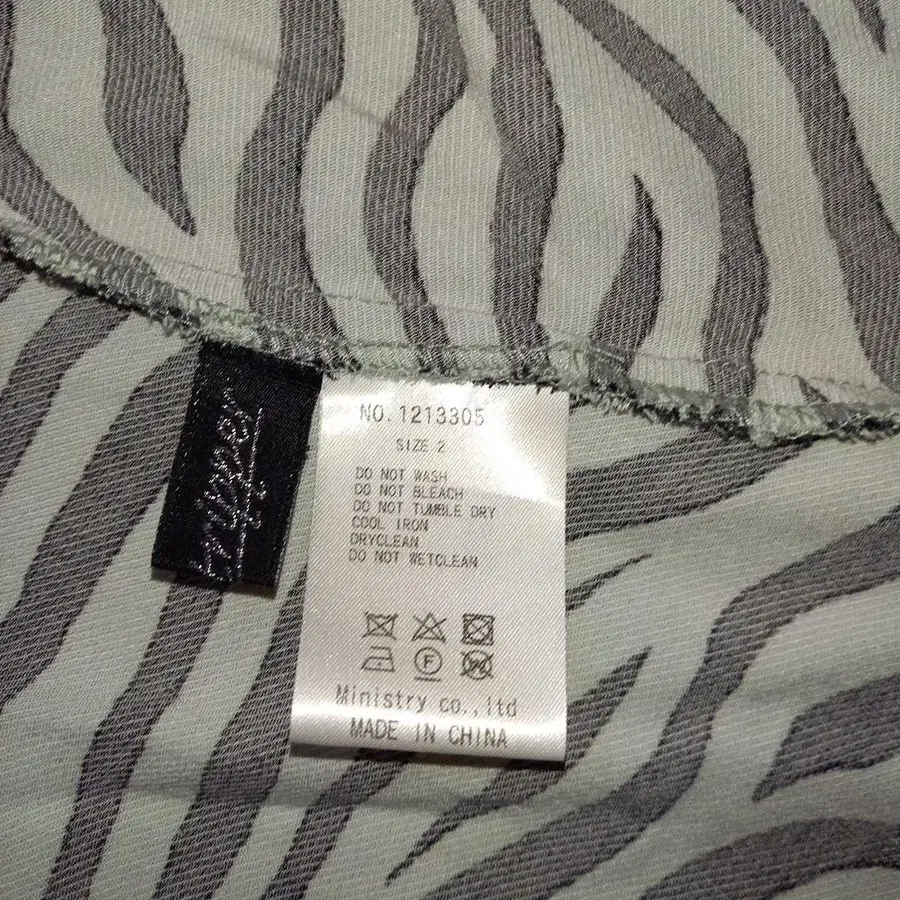 NO. 1213305
SIZE 2
DO NOT WASH
DO NOT BLEACH
DO NOT TUMBLE DRY
COOL IRON
DRYCLEAN
DO NOT WETCLEAN
F
W
Ministry co., ltd
MADE IN CHINA